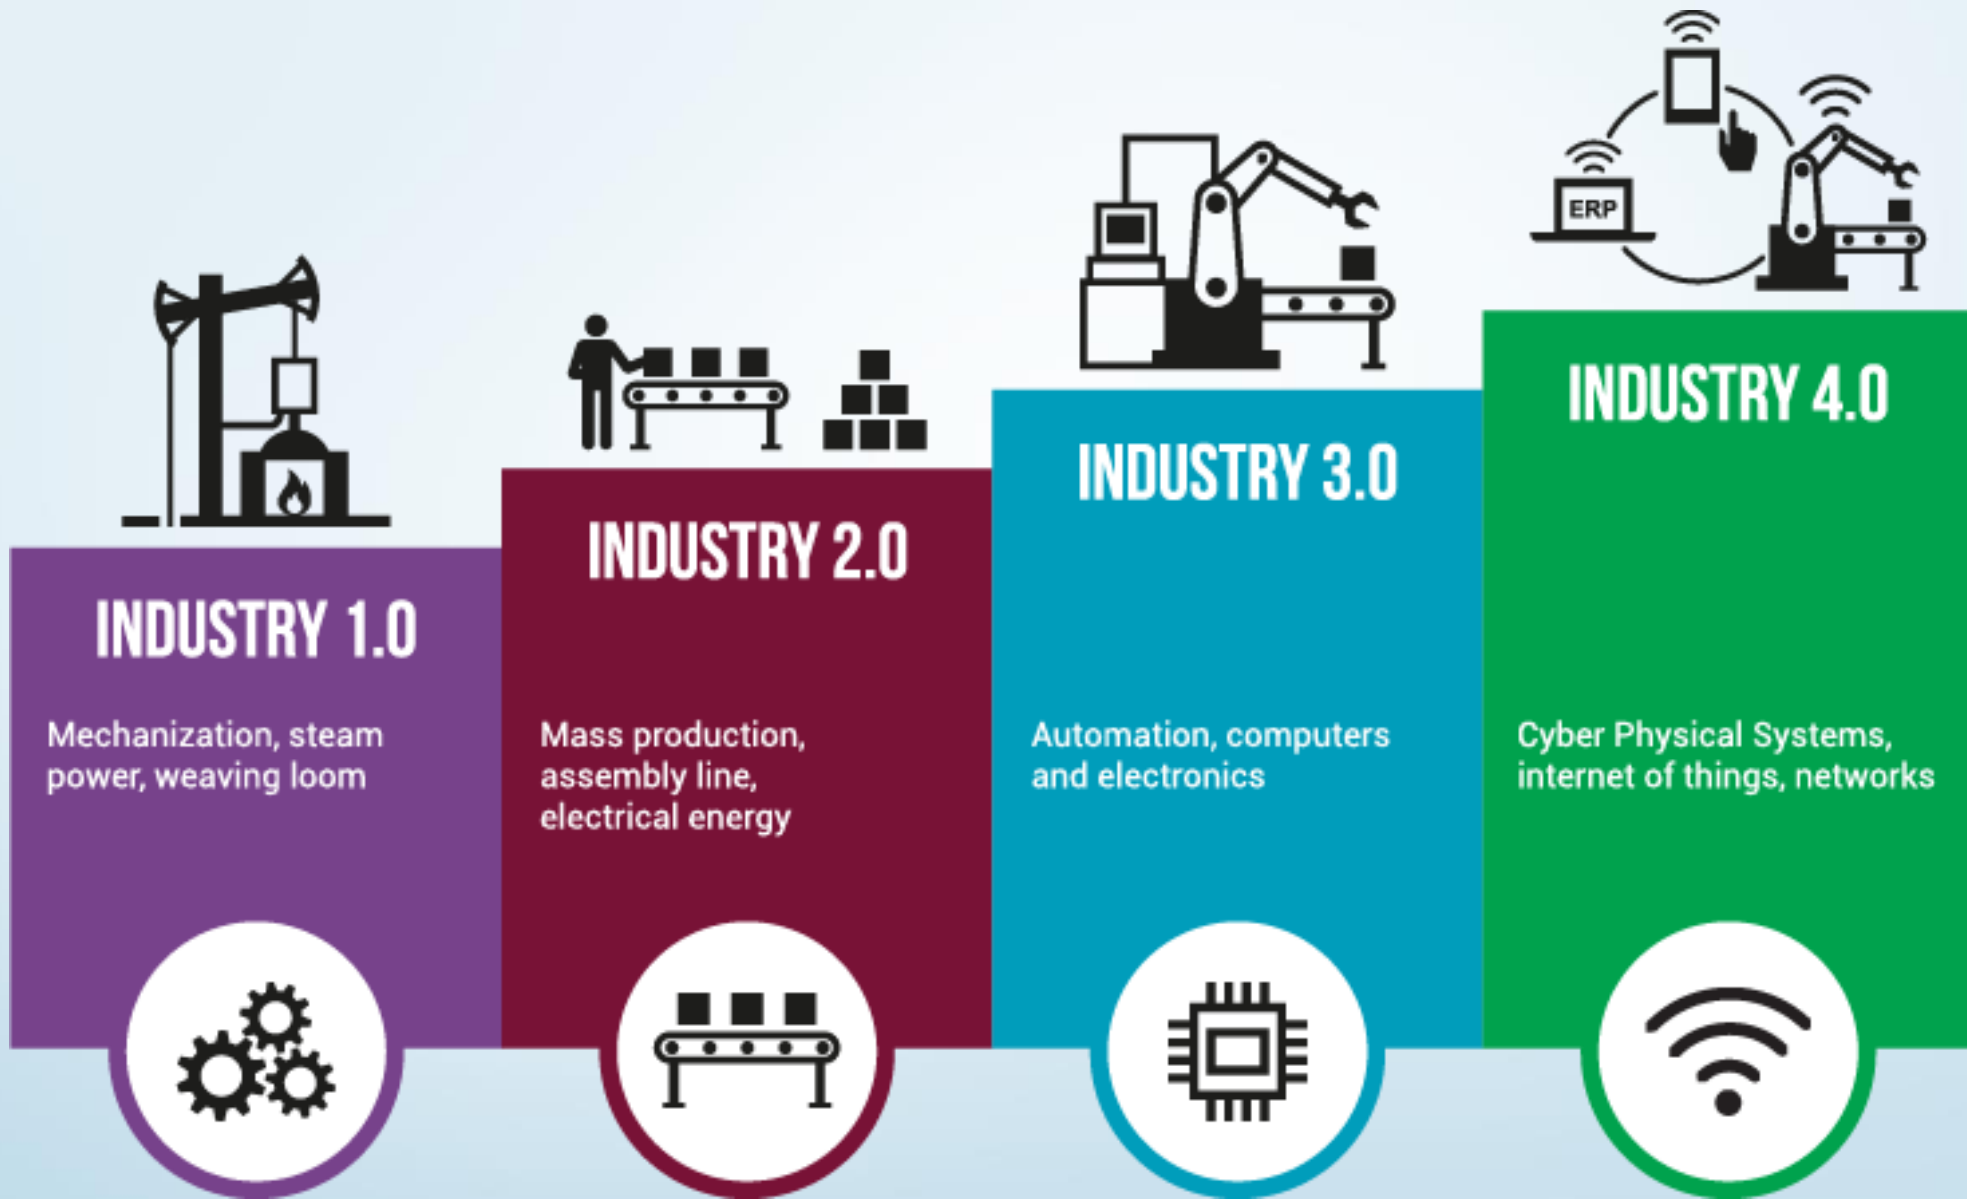 INDUSTRY 1.0
Mechanization, steam
power, weaving loom
INDUSTRY 2.0
Mass production,
assembly line,
electrical energy
INDUSTRY 3.0
Automation, computers
and electronics
ERP
INDUSTRY 4.0
Cyber Physical Systems,
internet of things, networks